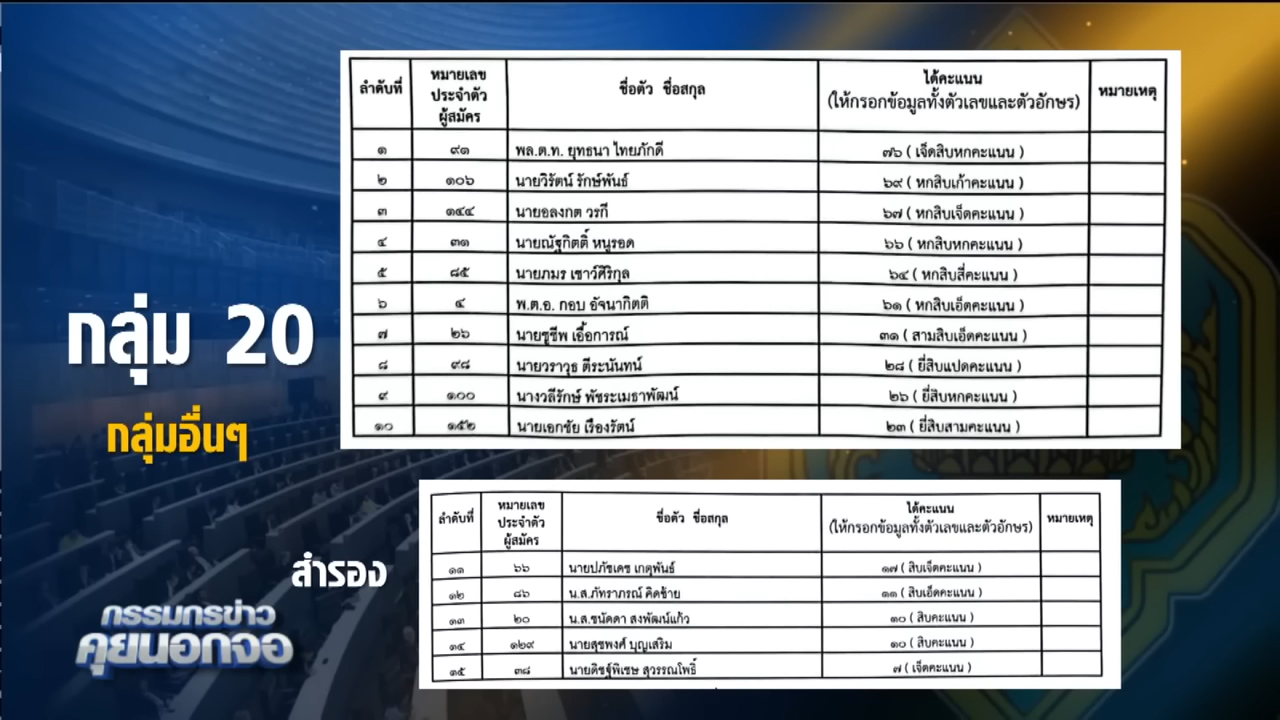 ลำดับที่ หมายเลขประจำตัวผู้สมัคร ชื่อตัว ชื่อสกุล ได้คะแนน (ให้กรอกข้อมูลทั้งตัวเลขและตัวอักษร) หมายเหตุ
๑ ๙๑ พล.ต.ท. ยุทธนา ไทยภักดี ๗๖ ( เจ็ดสิบหกคะแนน )
๒ ๑๐๖ นายวิรัตน์ รักษ์พันธ์ ๖๙ ( หกสิบเก้าคะแนน )
๓ ๑๔๔ นายอลงกต วรกี ๖๗ ( หกสิบเจ็ดคะแนน )
๔ ๓๑ นายณัฐกิตติ์ หนูรอด ๖๖ ( หกสิบหกคะแนน )
๕ ๘๕ นายภมร เชาว์ศิริกุล ๖๔ ( หกสิบสี่คะแนน )
๖ ๔ พ.ต.อ. กอบ อัจนากิตติ ๖๑ ( หกสิบเอ็ดคะแนน )
๗ ๒๖ นายชูชีพ เอื้อการณ์ ๓๑ ( สามสิบเอ็ดคะแนน )
๘ ๙๘ นายวราวุธ ตีระนันทน์ ๒๘ ( ยี่สิบแปดคะแนน )
๙ ๑๐๐ นางวลีรักษ์ พัชระเมธาพัฒน์ ๒๖ ( ยี่สิบหกคะแนน )
๑๐ ๑๕๒ นายเอกชัย เรืองรัตน์ ๒๓ ( ยี่สิบสามคะแนน )
กลุ่ม 20
กลุ่มอื่นๆ
สำรอง
ลำดับที่ หมายเลขประจำตัวผู้สมัคร ชื่อตัว ชื่อสกุล ได้คะแนน (ให้กรอกข้อมูลทั้งตัวเลขและตัวอักษร) หมายเหตุ
๑๑ ๖๖ นายปภัชเดช เกตุพันธ์ ๑๗ ( สิบเจ็ดคะแนน )
๑๒ ๘๖ น.ส.ภัทราภรณ์ คิดช้าย ๑๑ ( สิบเอ็ดคะแนน )
๑๓ ๒๐ น.ส.ชนัคดา สงพัฒน์แก้ว ๑๐ ( สิบคะแนน )
๑๔ ๑๒๙ นายสุชพงศ์ บุญเสริม ๑๐ ( สิบคะแนน )
๑๕ ๓๘ นายดิชฐ์พิเชษ สุวรรณโพธิ์ ๗ ( เจ็ดคะแนน )
กรรมกรข่าว
คุยนอกจอ